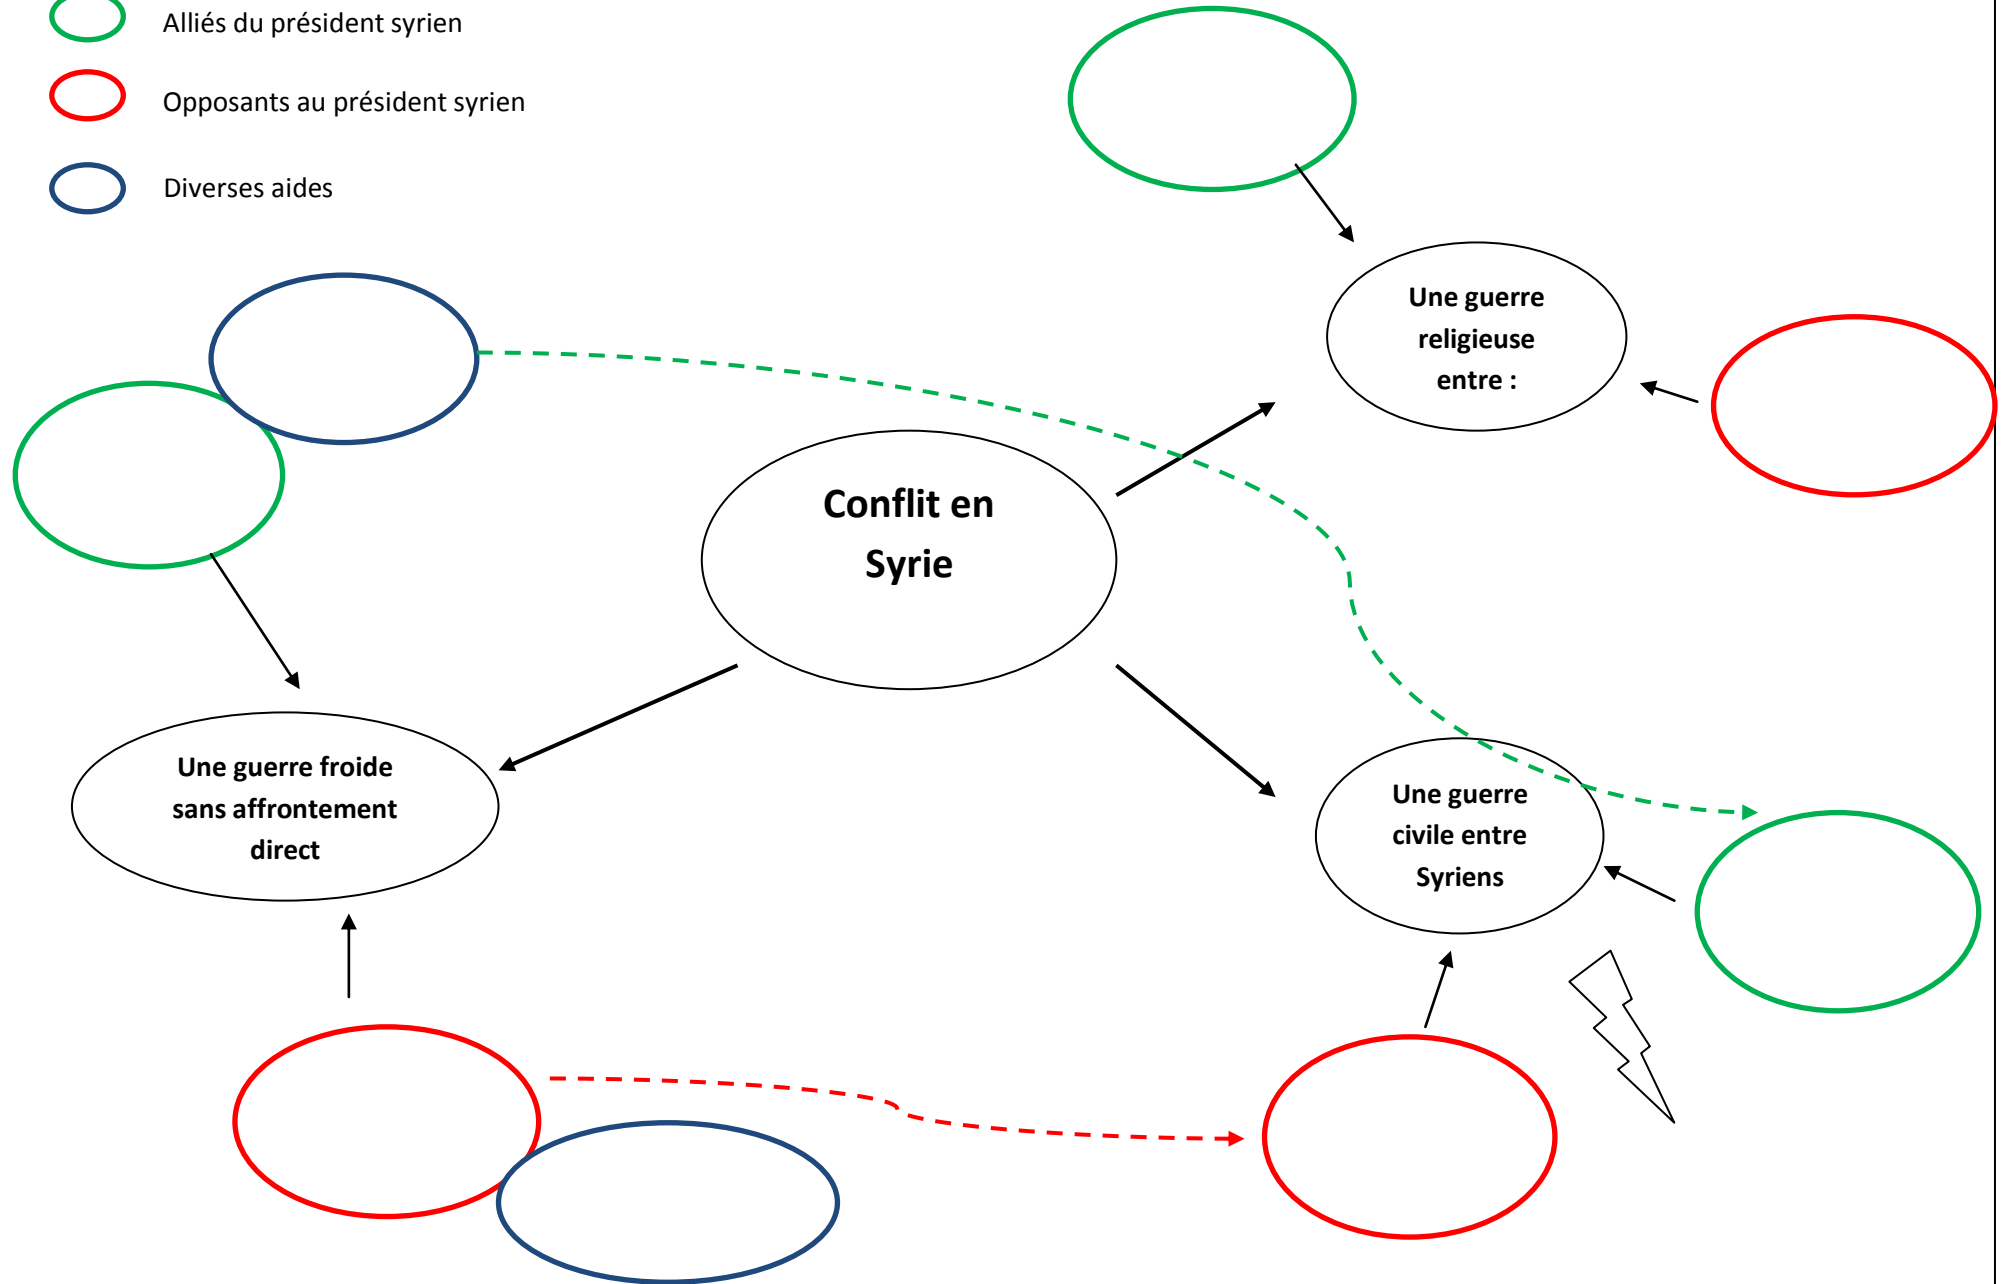 Alliés du président syrien
Opposants au président syrien
Diverses aides
Une guerre
religieuse
entre :
Conflit en
Syrie
Une guerre froide
sans affrontement
direct
Une guerre
civile entre
Syriens